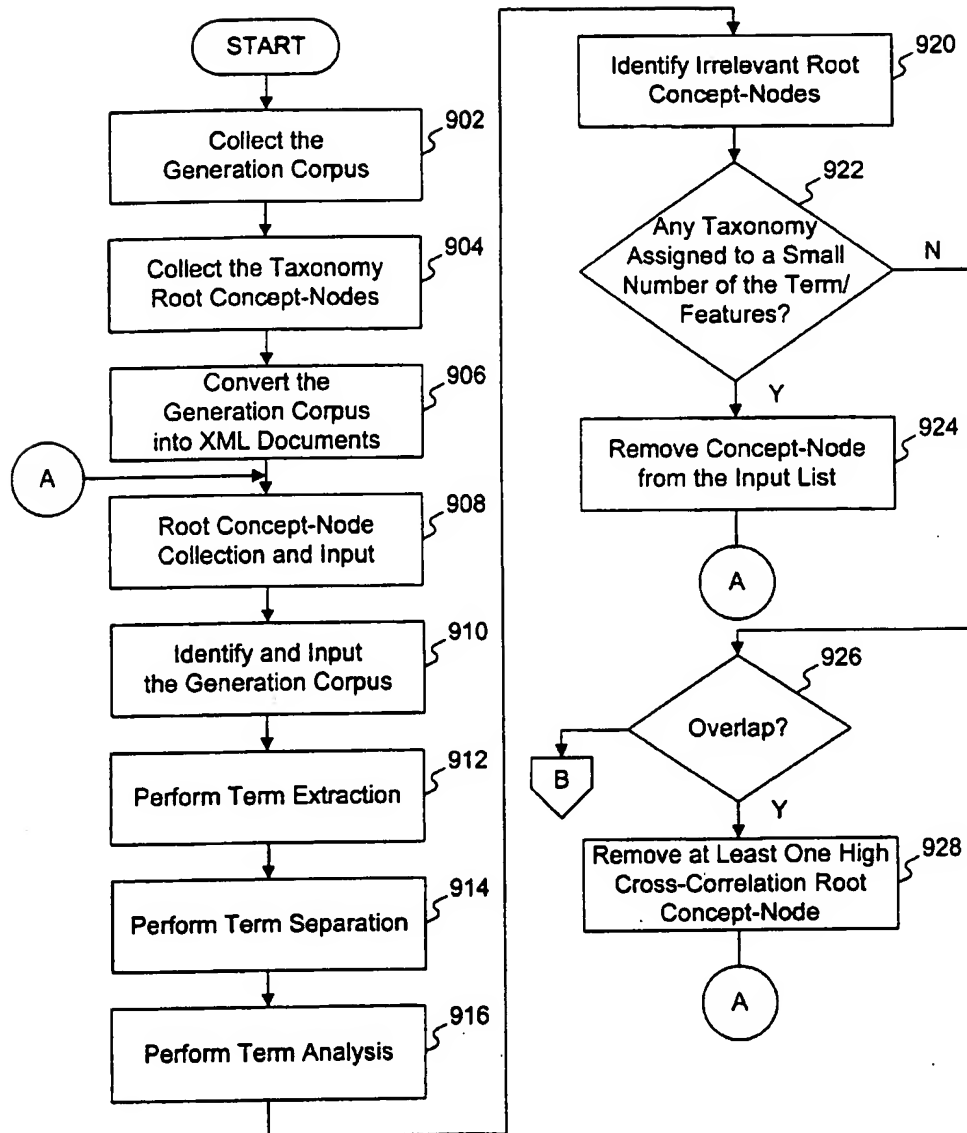 START
902
Collect the
Generation Corpus
904
Collect the Taxonomy
Root Concept-Nodes
906
Convert the
Generation Corpus
into XML Documents
A
908
Root Concept-Node
Collection and Input
910
Identify and Input
the Generation Corpus
912
Perform Term Extraction
914
Perform Term Separation
916
Perform Term Analysis
920
Identify Irrelevant Root
Concept-Nodes
922
Any Taxonomy
Assigned to a Small
Number of the Term/
Features?
N
Y
924
Remove Concept-Node
from the Input List
A
926
Overlap?
B
Y
928
Remove at Least One High
Cross-Correlation Root
Concept-Node
A